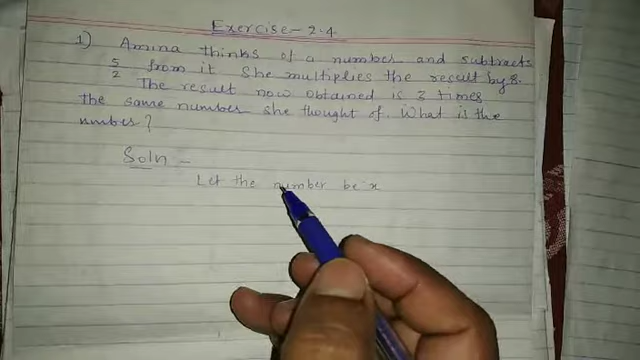 Exercise-2.4
1) Amina thinks of a number and subtracts
5/2 from it she multiplies the result by 8.
The result now obtained is 3 times
the same number she thought of. What is the
number?
Soln -
Let the number be x